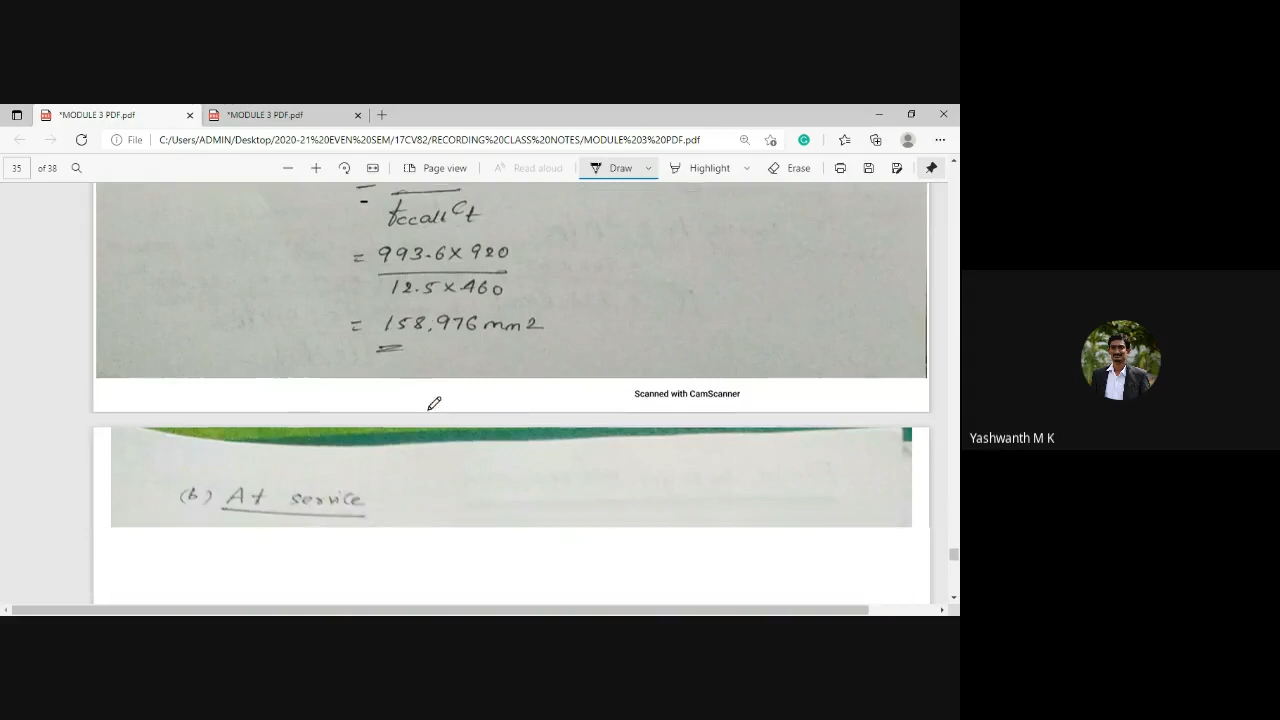 *MODULE 3 PDF.pdf
*MODULE 3 PDF.pdf
File C:/Users/ADMIN/Desktop/2020-21%20EVEN%20SEM/17CV82/RECORDING%20CLASS%20NOTES/MODULE%203%20PDF.pdf
35 of 38 Page view Read aloud Draw Highlight Erase
fccall Ct
= 993.6 × 920
12.5 × 460
= 158.976 mm2
Scanned with CamScanner
(b) At service
Yashwanth M K